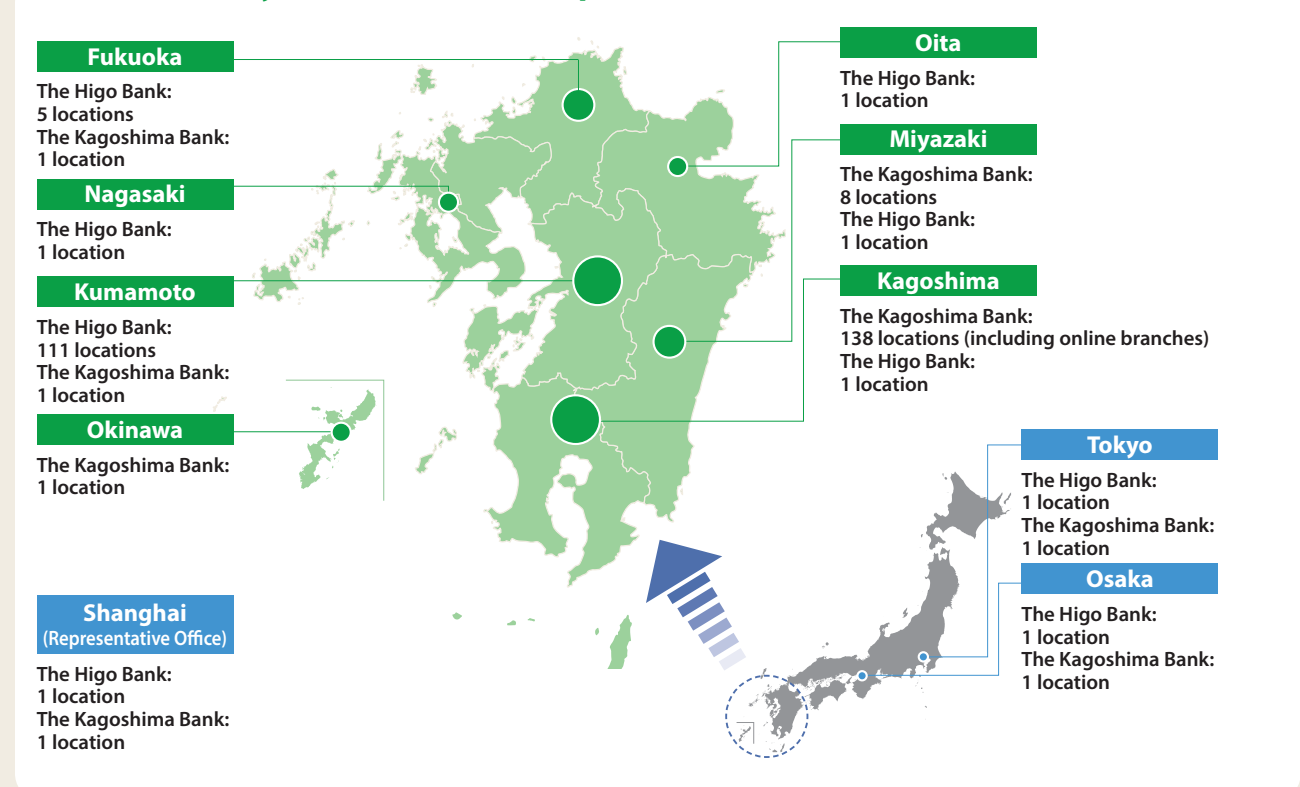 Fukuoka
The Higo Bank:
5 locations
The Kagoshima Bank:
1 location
Nagasaki
The Higo Bank:
1 location
Kumamoto
The Higo Bank:
111 locations
The Kagoshima Bank:
1 location
Okinawa
The Kagoshima Bank:
1 location
Shanghai
(Representative Office)
The Higo Bank:
1 location
The Kagoshima Bank:
1 location
Oita
The Higo Bank:
1 location
Miyazaki
The Kagoshima Bank:
8 locations
The Higo Bank:
1 location
Kagoshima
The Kagoshima Bank:
138 locations (including online branches)
The Higo Bank:
1 location
Tokyo
The Higo Bank:
1 location
The Kagoshima Bank:
1 location
Osaka
The Higo Bank:
1 location
The Kagoshima Bank:
1 location